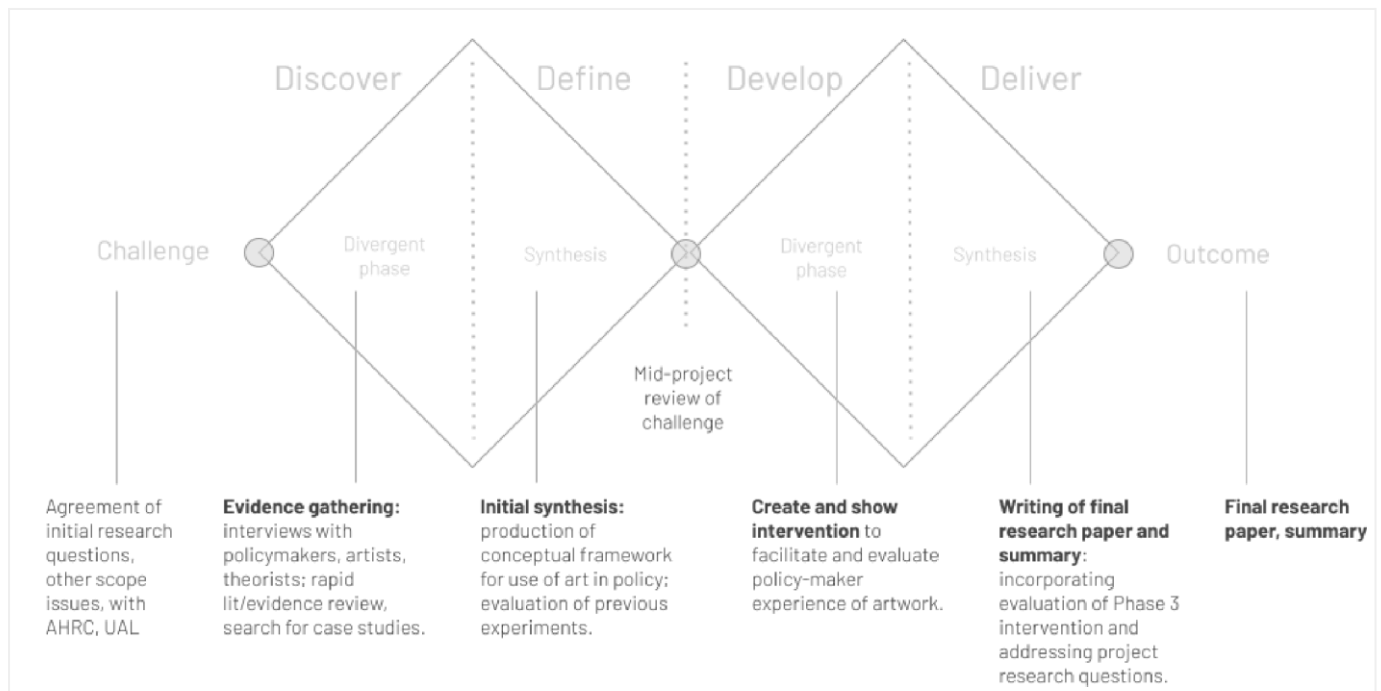 Discover
Define
Develop
Deliver
Challenge
Divergent
phase
Synthesis
Divergent
phase
Synthesis
Outcome
Mid-project
review of
challenge
Agreement of
initial research
questions,
other scope
issues, with
AHRC, UAL
Evidence gathering:
interviews with
policymakers, artists,
theorists; rapid
lit/evidence review,
search for case studies.
Initial synthesis:
production of
conceptual framework
for use of art in policy;
evaluation of previous
experiments.
Create and show
intervention to
facilitate and evaluate
policy-maker
experience of artwork.
Writing of final
research paper and
summary:
incorporating
evaluation of Phase 3
intervention and
addressing project
research questions.
Final research
paper, summary